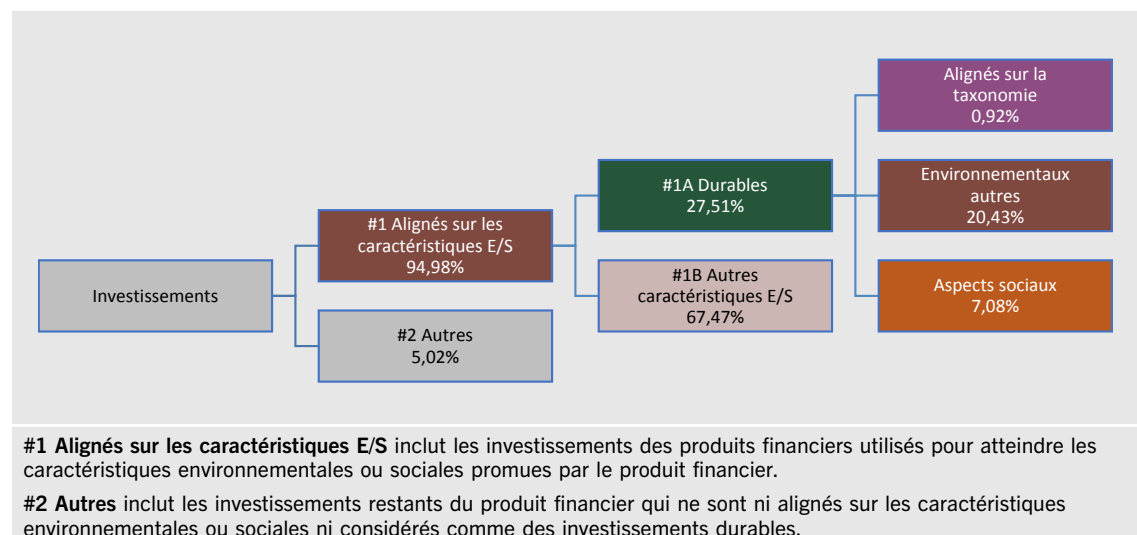 Investissements
#1 Alignés sur les
caractéristiques E/S
94,98%
#2 Autres
5,02%
#1A Durables
27,51%
#1B Autres
caractéristiques E/S
67,47%
Alignés sur la
taxonomie
0,92%
Environnementaux
autres
20,43%
Aspects sociaux
7,08%
#1 Alignés sur les caractéristiques E/S inclut les investissements des produits financiers utilisés pour atteindre les
caractéristiques environnementales ou sociales promues par le produit financier.
#2 Autres inclut les investissements restants du produit financier qui ne sont ni alignés sur les caractéristiques
environnementales ou sociales ni considérés comme des investissements durables.